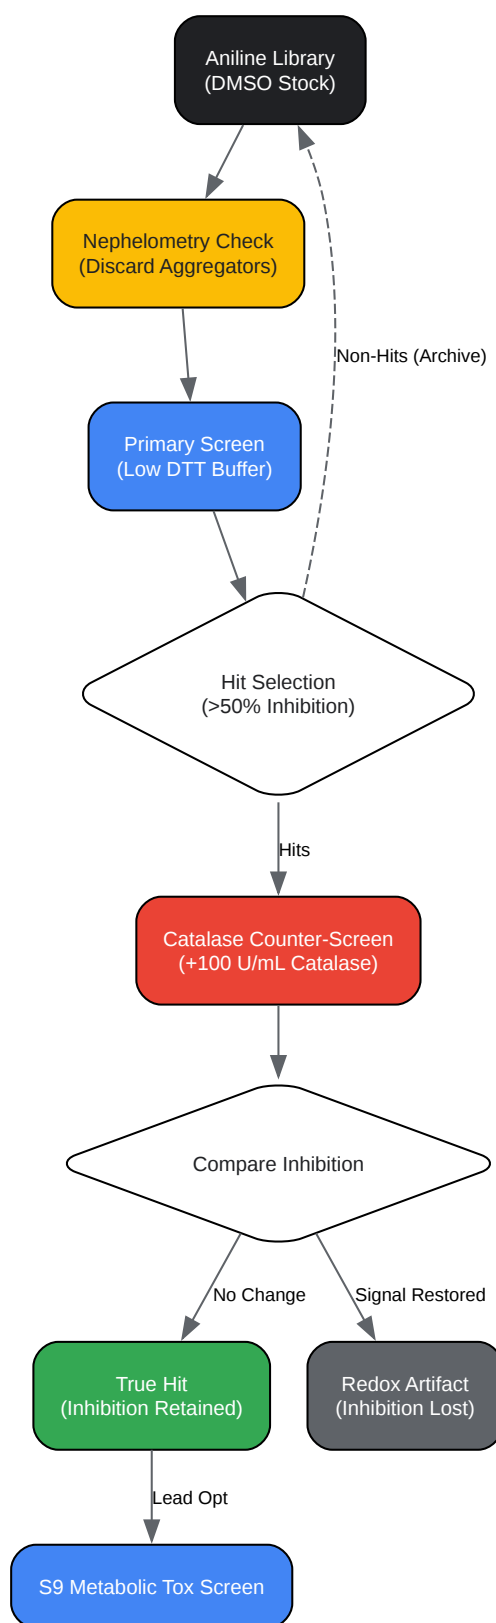 Aniline Library
(DMSO Stock)
Nephelometry Check
(Discard Aggregators)
Non-Hits (Archive)
Primary Screen
(Low DTT Buffer)
Hit Selection
(>50% Inhibition)
Hits
Catalase Counter-Screen
(+100 U/mL Catalase)
Compare Inhibition
No Change
Signal Restored
True Hit
(Inhibition Retained)
Redox Artifact
(Inhibition Lost)
Lead Opt
S9 Metabolic Tox Screen